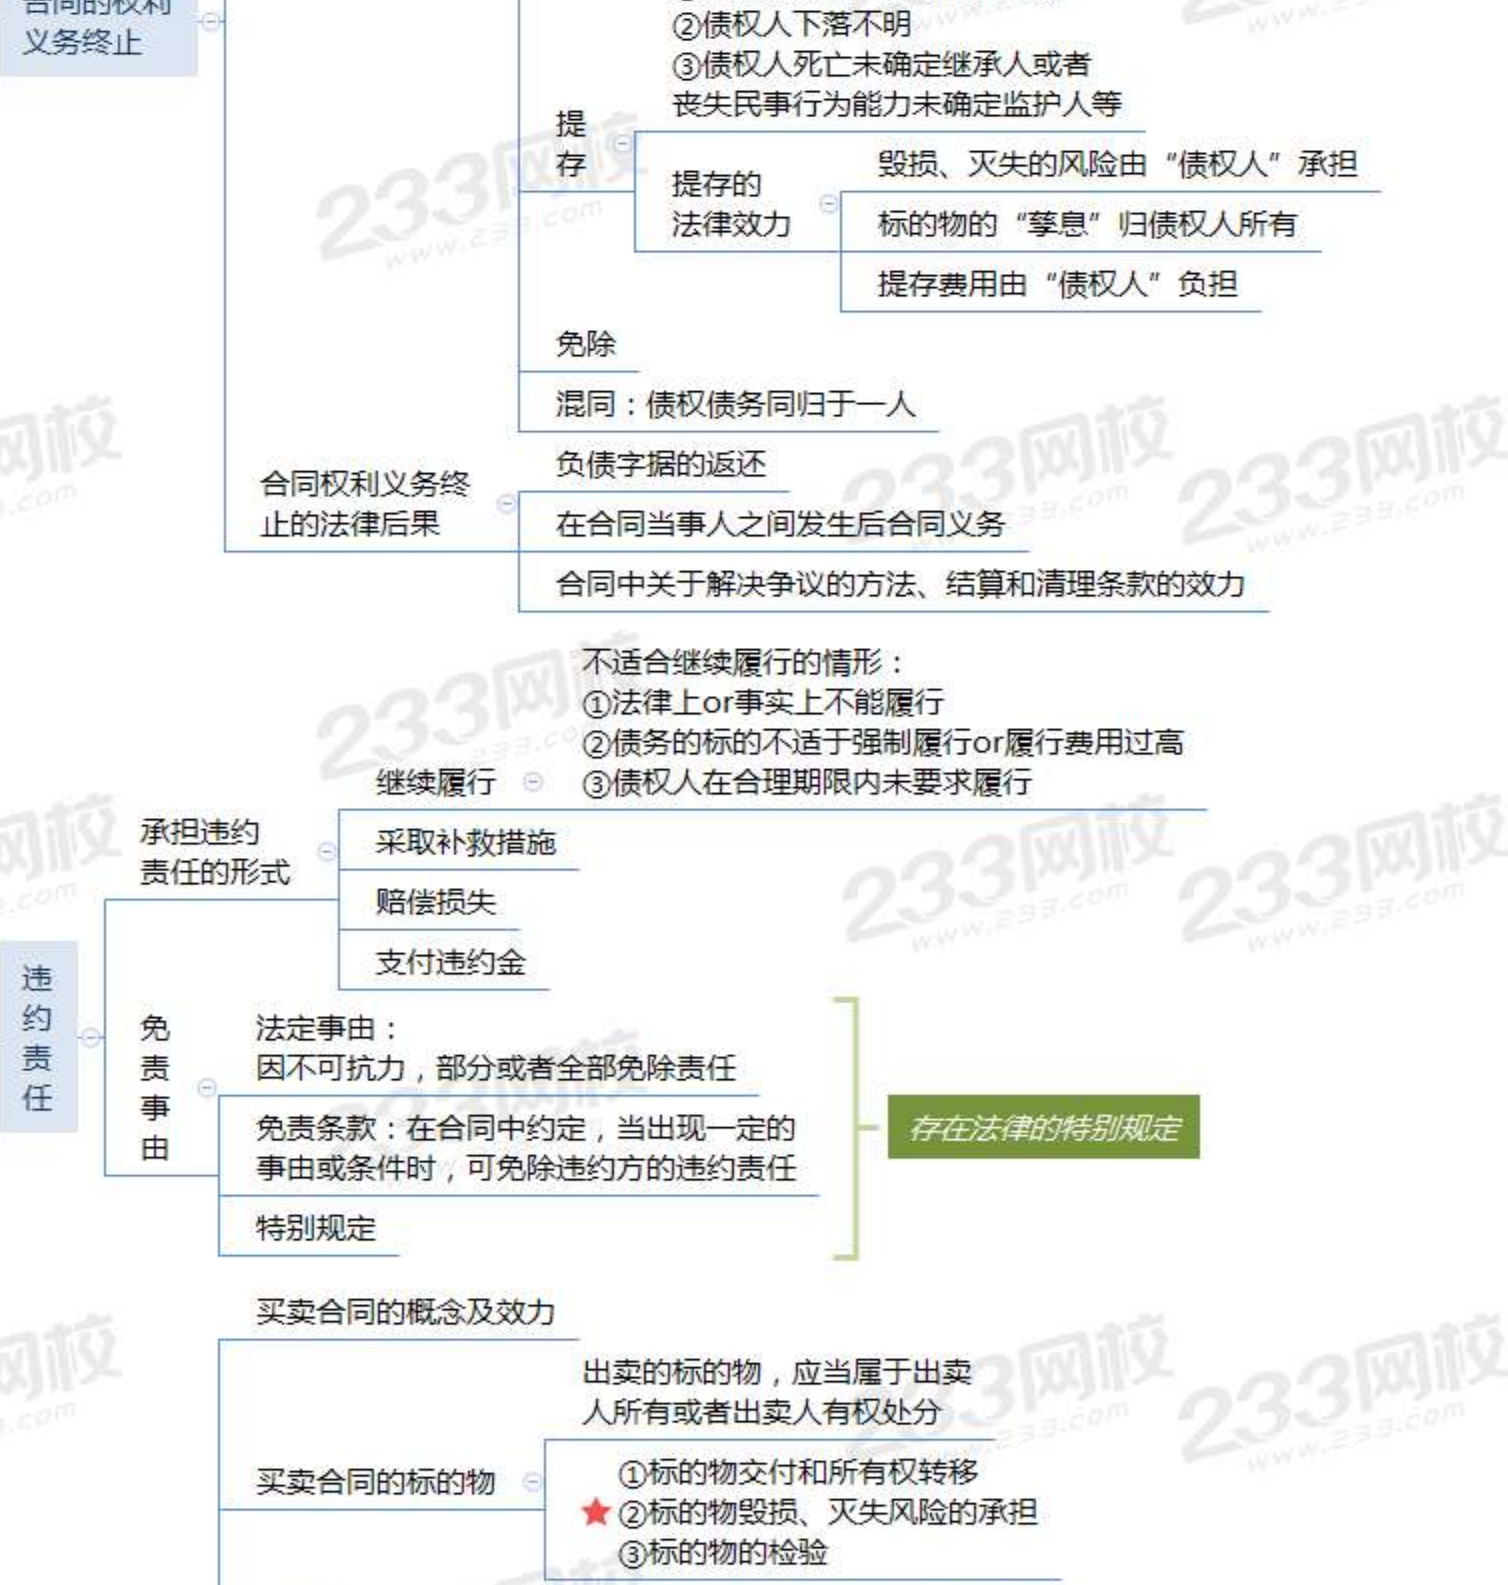 合同的权利
义务终止
②债权人下落不明
③债权人死亡未确定继承人或者
丧失民事行为能力未确定监护人等
提
存
提存的
法律效力
毁损、灭失的风险由“债权人”承担
标的物的“孳息”归债权人所有
提存费用由“债权人”负担
免除
混同：债权债务同归于一人
合同权利义务终
止的法律后果
负债字据的返还
在合同当事人之间发生后合同义务
合同中关于解决争议的方法、结算和清理条款的效力
违
约
责
任
承担违约
责任的形式
继续履行
不适合继续履行的情形：
①法律上or事实上不能履行
②债务的标的不适于强制履行or履行费用过高
③债权人在合理期限内未要求履行
采取补救措施
赔偿损失
支付违约金
免
责
事
由
法定事由：
因不可抗力，部分或者全部免除责任
免责条款：在合同中约定，当出现一定的
事由或条件时，可免除违约方的违约责任
特别规定
存在法律的特别规定
买卖合同的概念及效力
买卖合同的标的物
出卖的标的物，应当属于出卖
人所有或者出卖人有权处分
①标的物交付和所有权转移
②标的物毁损、灭失风险的承担
③标的物的检验
233网校
www.233.com